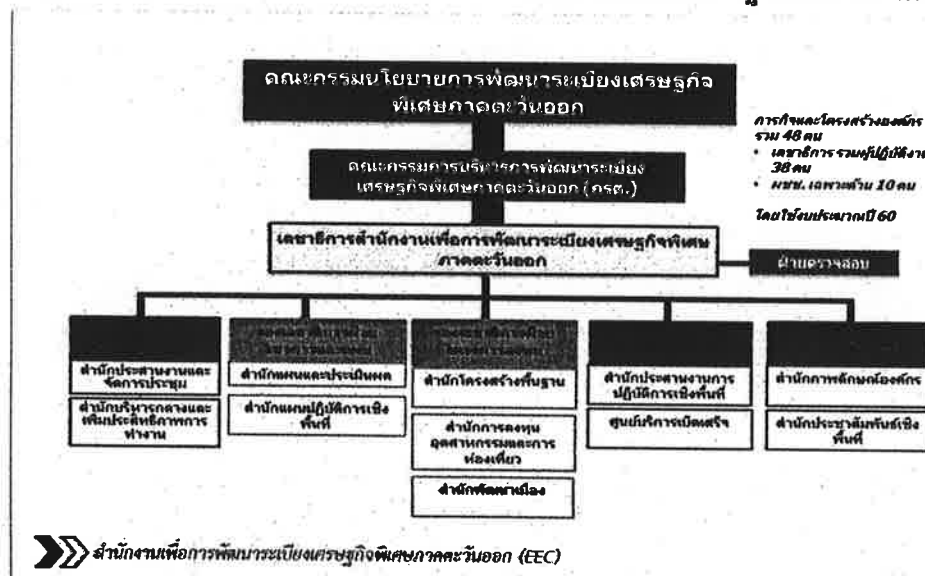 คณะกรรมนโยบายการพัฒนาระเบียงเศรษฐกิจ
พิเศษภาคตะวันออก
คณะกรรมการบริหารการพัฒนาระเบียง
เศรษฐกิจพิเศษภาคตะวันออก (กรศ.)
ภารกิจและโครงสร้างองค์กร
รวม 48 คน
• เลขาธิการ รวมผู้ปฏิบัติงาน
38 คน
• ผชช. เฉพาะด้าน 10 คน
โดยใช้งบประมาณปี 60
เลขาธิการสำนักงานเพื่อการพัฒนาระเบียงเศรษฐกิจพิเศษ
ภาคตะวันออก
ฝ่ายตรวจสอบ
สำนักประสานงานและ
จัดการประชุม
สำนักบริหารกลางและ
เพิ่มประสิทธิภาพการ
ทำงาน
สำนักแผนและประเมินผล
สำนักแผนปฏิบัติการเชิง
พื้นที่
สำนักโครงสร้างพื้นฐาน
สำนักการลงทุน
อุตสาหกรรมและการ
ท่องเที่ยว
สำนักพัฒนาเมือง
สำนักประสานงานการ
ปฏิบัติการเชิงพื้นที่
ศูนย์บริการเบ็ดเสร็จ
สำนักภาพลักษณ์องค์กร
สำนักประชาสัมพันธ์เชิง
พื้นที่
สำนักงานเพื่อการพัฒนาระเบียงเศรษฐกิจพิเศษภาคตะวันออก (EEC)